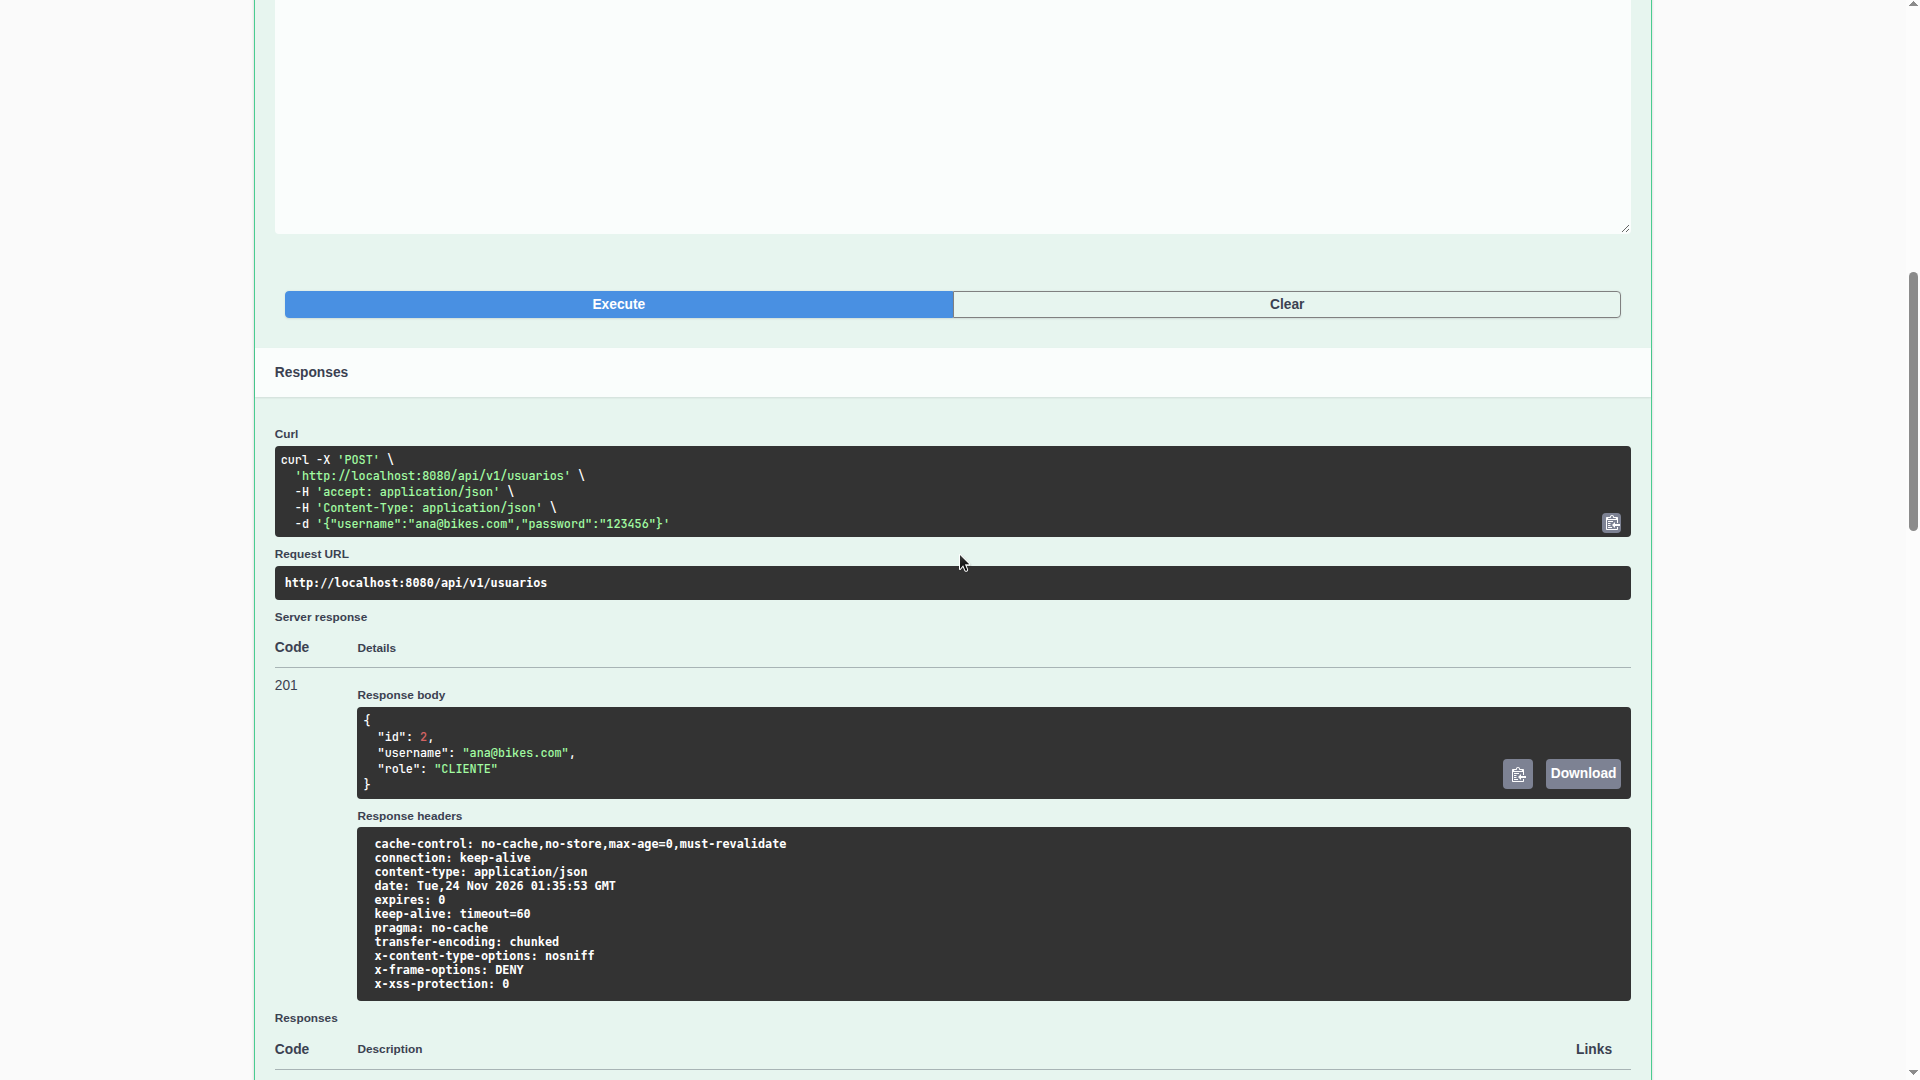 Execute
Clear
Responses
Curl
curl -X 'POST' \
  'http://localhost:8080/api/v1/usuarios' \
  -H 'accept: application/json' \
  -H 'Content-Type: application/json' \
  -d '{"username":"ana@bikes.com","password":"123456"}'
Request URL
http://localhost:8080/api/v1/usuarios
Server response
Code Details
201
Response body
{
  "id": 2,
  "username": "ana@bikes.com",
  "role": "CLIENTE"
}
Download
Response headers
cache-control: no-cache,no-store,max-age=0,must-revalidate
connection: keep-alive
content-type: application/json
date: Tue,24 Nov 2026 01:35:53 GMT
expires: 0
keep-alive: timeout=60
pragma: no-cache
transfer-encoding: chunked
x-content-type-options: nosniff
x-frame-options: DENY
x-xss-protection: 0
Responses
Code Description Links